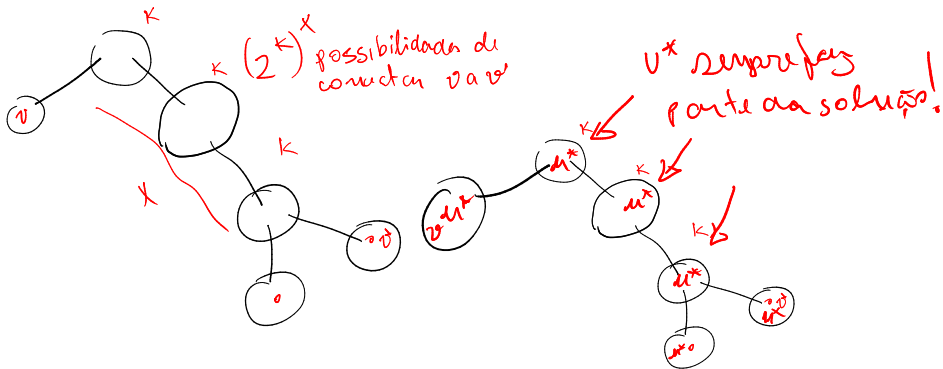 K
K
(2^K)^x possibilidades de
conectar v a v
v
K
x
v
u* sempre faz
parte da solução!
K
u*
K
u*
v u*
K
u*
u* v
u*